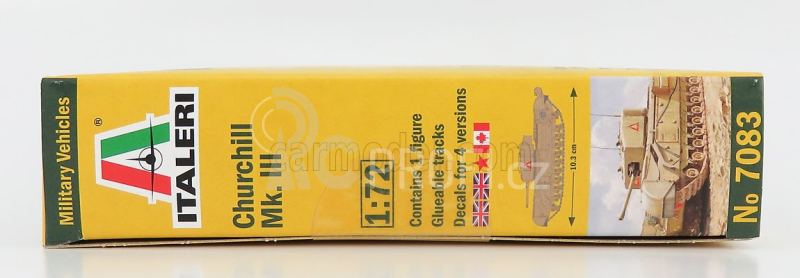 Military Vehicles
ITALERI
®
Churchill
Mk. III
1:72
Contains 1 figure
Glueable tracks
Decals for 4 versions
10.3 cm
No 7083